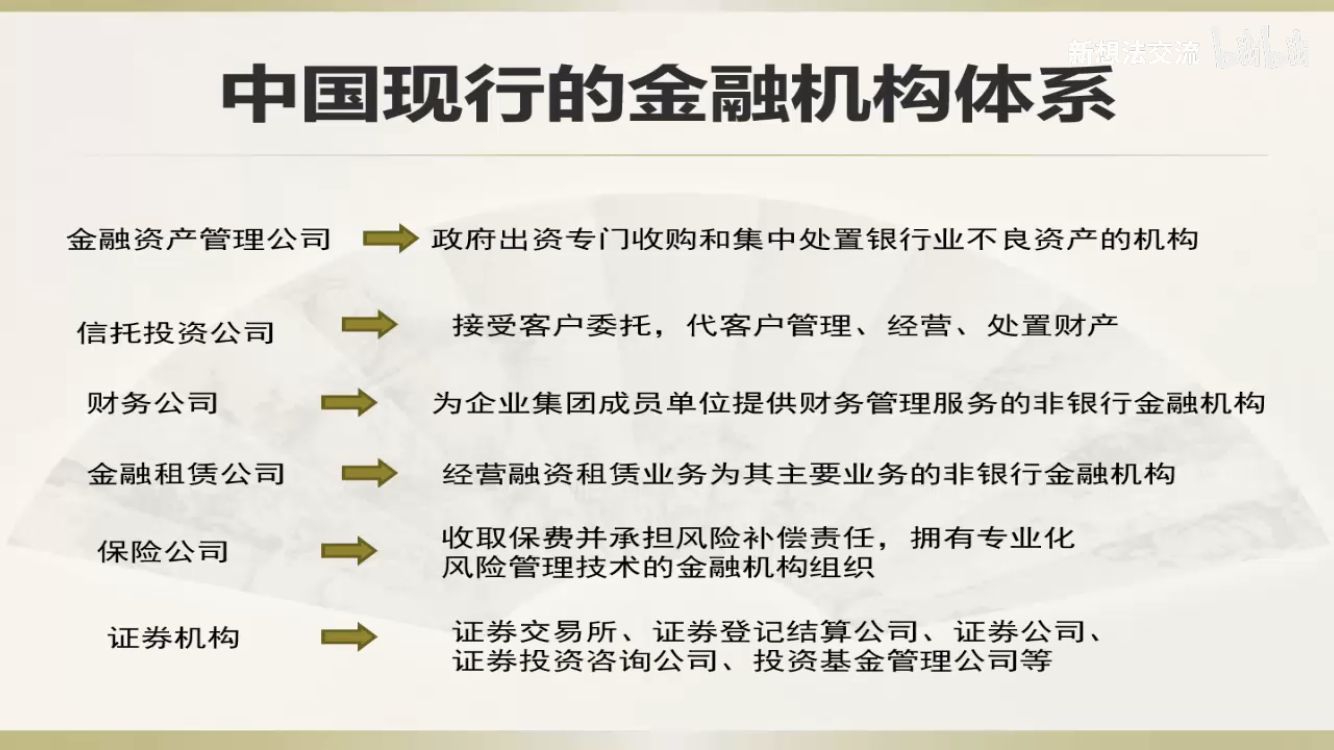 新想法交流 bilibili
中国现行的金融机构体系
金融资产管理公司 政府出资专门收购和集中处置银行业不良资产的机构
信托投资公司 接受客户委托，代客户管理、经营、处置财产
财务公司 为企业集团成员单位提供财务管理服务的非银行金融机构
金融租赁公司 经营融资租赁业务为其主要业务的非银行金融机构
保险公司 收取保费并承担风险补偿责任，拥有专业化
风险管理技术的金融机构组织
证券机构 证券交易所、证券登记结算公司、证券公司、
证券投资咨询公司、投资基金管理公司等